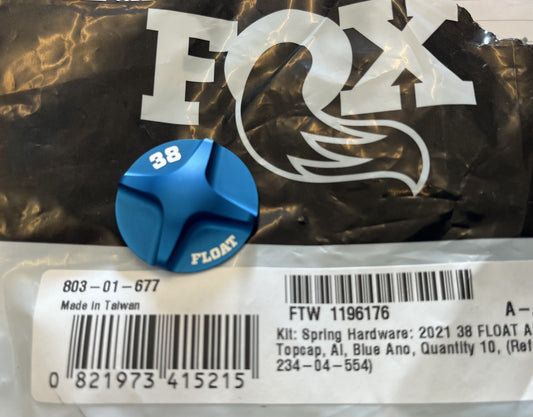 FOX
38
FLOAT
803-01-677
Made in Taiwan
0 821973 415215
FTW 1196176
A-
Kit: Spring Hardware: 2021 38 FLOAT A
Topcap, Al, Blue Ano, Quantity 10, (Ref
234-04-554)